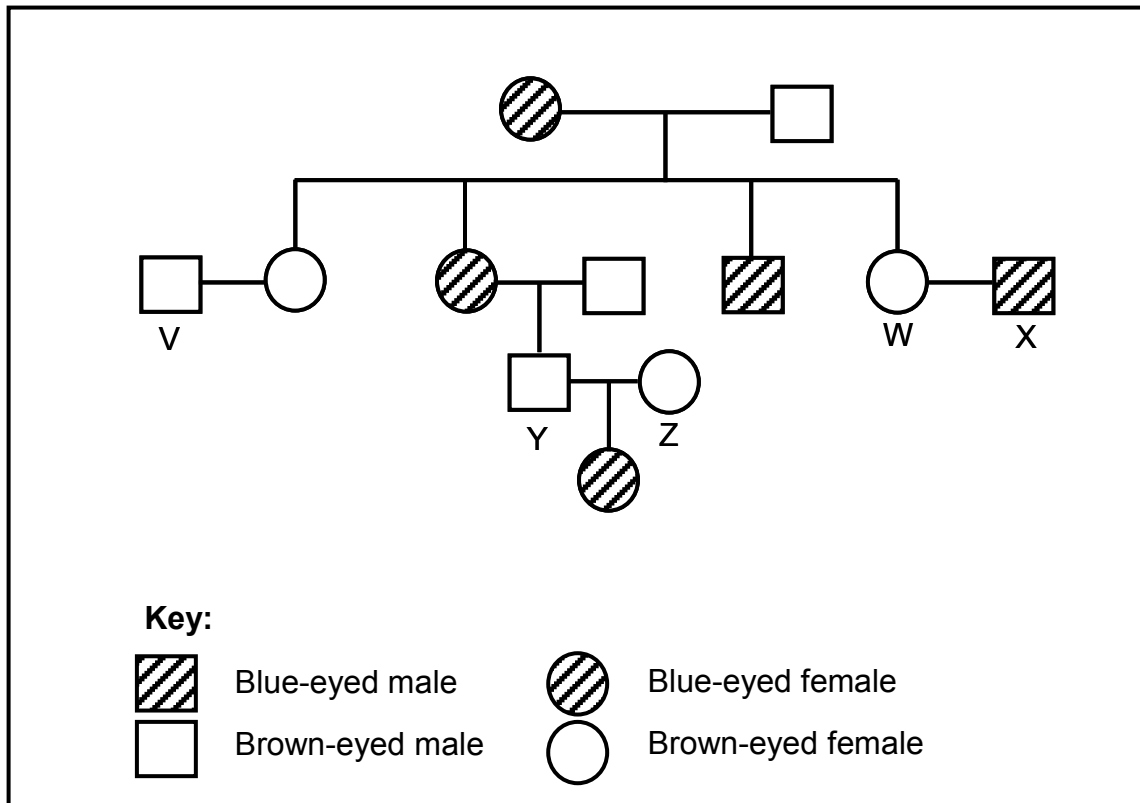 V
W
X
Y
Z
Key:
Blue-eyed male
Blue-eyed female
Brown-eyed male
Brown-eyed female